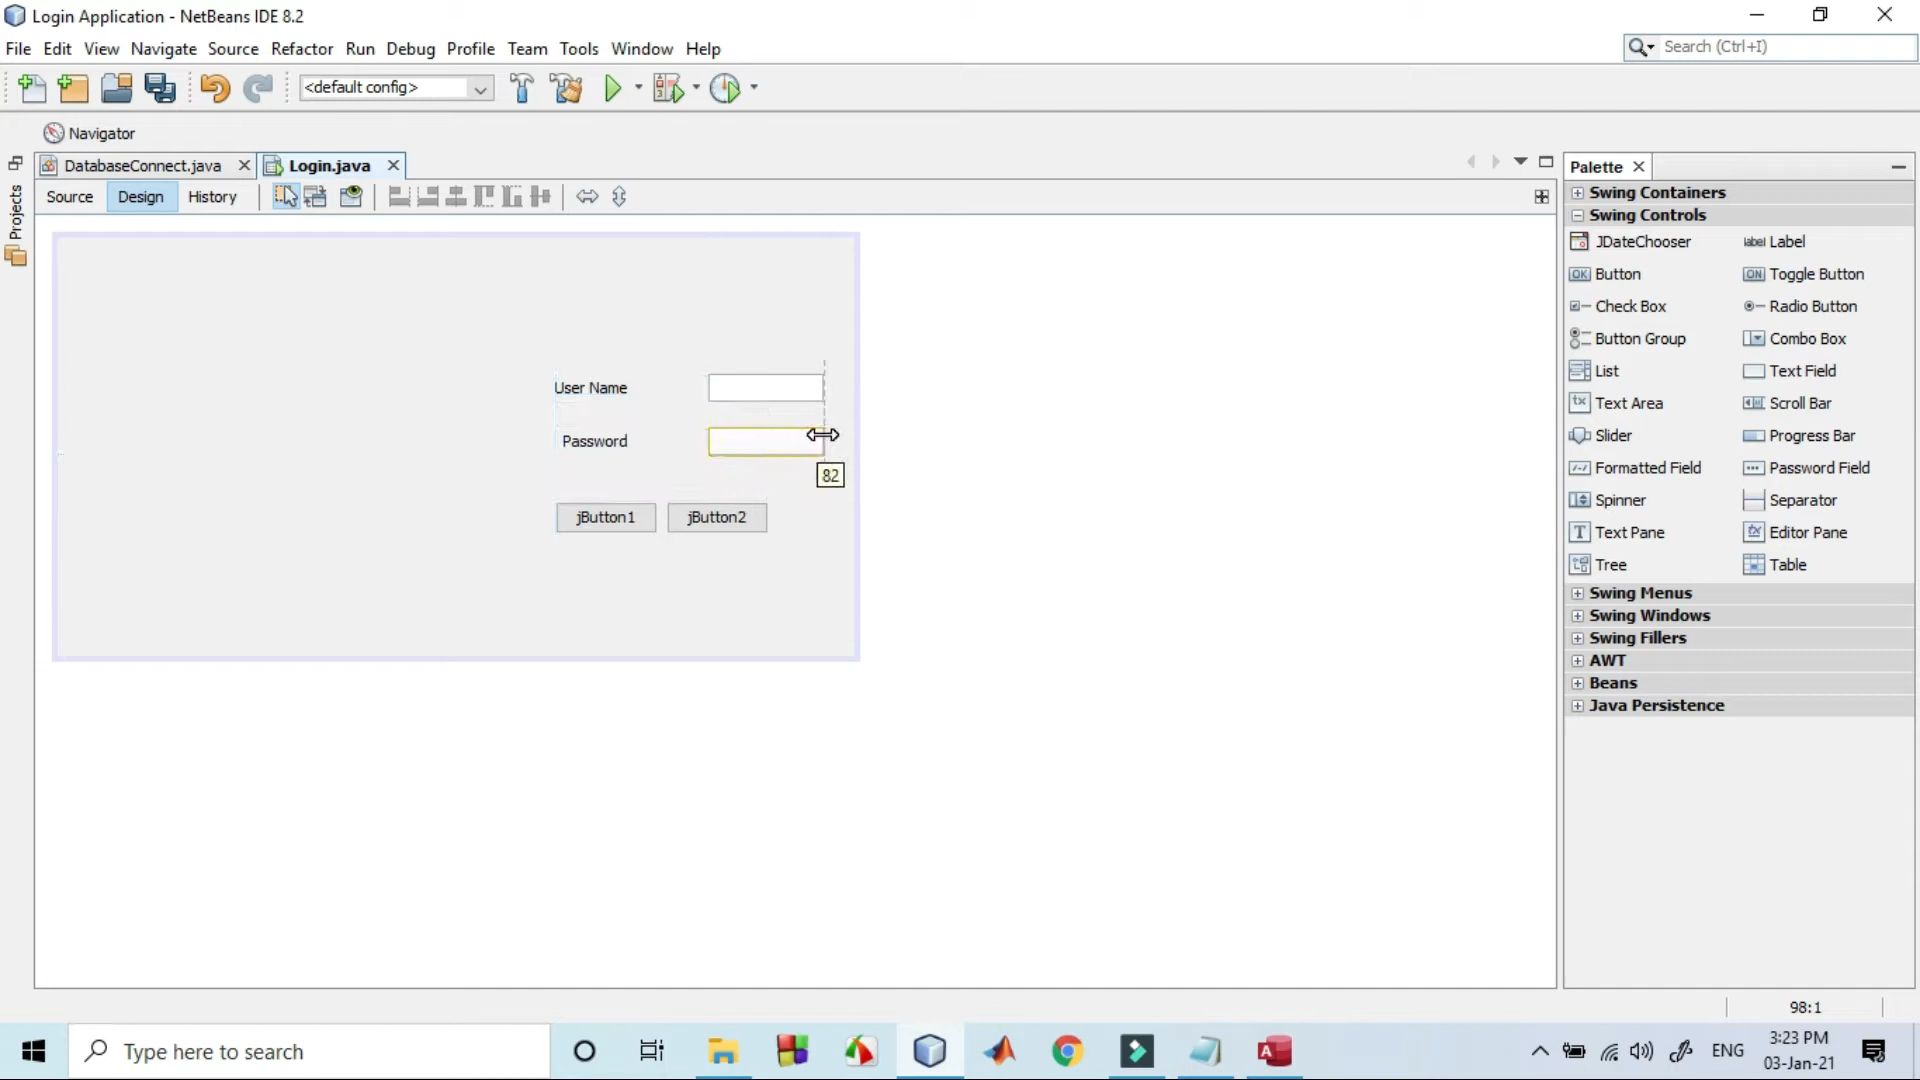 Login Application - NetBeans IDE 8.2
File Edit View Navigate Source Refactor Run Debug Profile Team Tools Window Help
Search (Ctrl+I)
<default config>
Navigator
DatabaseConnect.java Login.java
Palette
Source Design History
Projects
Swing Containers
Swing Controls
JDateChooser label Label
OK Button ON Toggle Button
Check Box Radio Button
Button Group Combo Box
List Text Field
tx Text Area Scroll Bar
Slider Progress Bar
Formatted Field Password Field
Spinner Separator
T Text Pane tx Editor Pane
Tree Table
Swing Menus
Swing Windows
Swing Fillers
AWT
Beans
Java Persistence
User Name
Password
82
jButton1 jButton2
98:1
Type here to search
ENG
3:23 PM
03-Jan-21